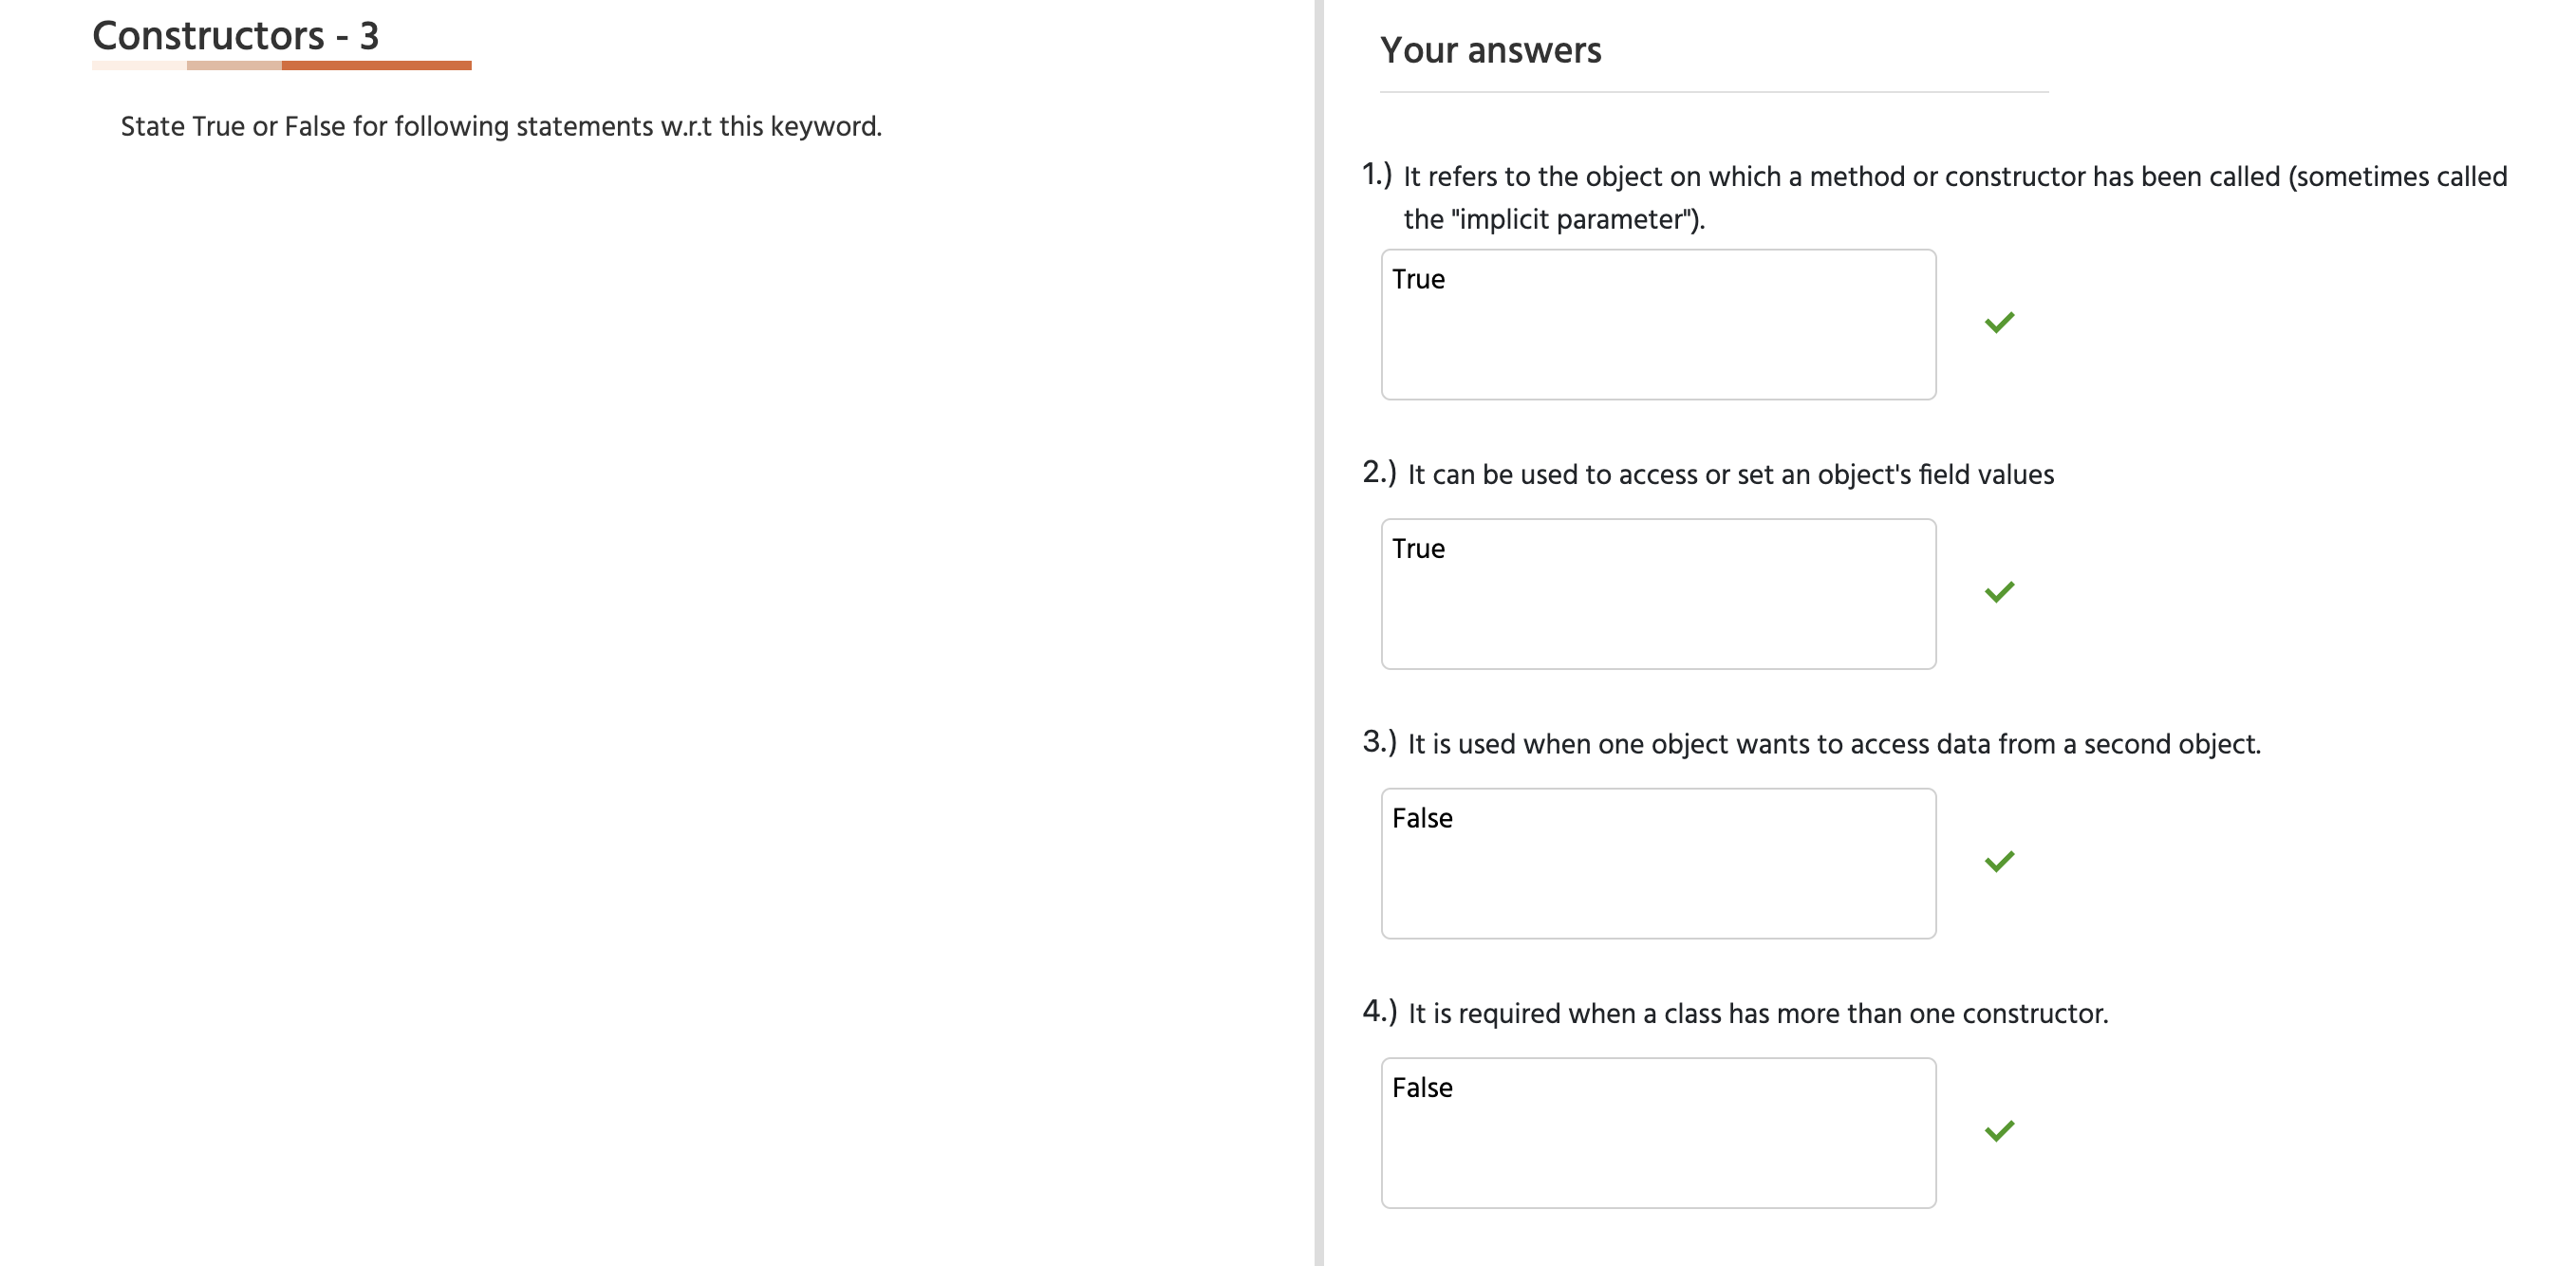 Constructors - 3
State True or False for following statements w.r.t this keyword.
Your answers
1.) It refers to the object on which a method or constructor has been called (sometimes called
the "implicit parameter").
True
2.) It can be used to access or set an object's field values
True
3.) It is used when one object wants to access data from a second object.
False
4.) It is required when a class has more than one constructor.
False